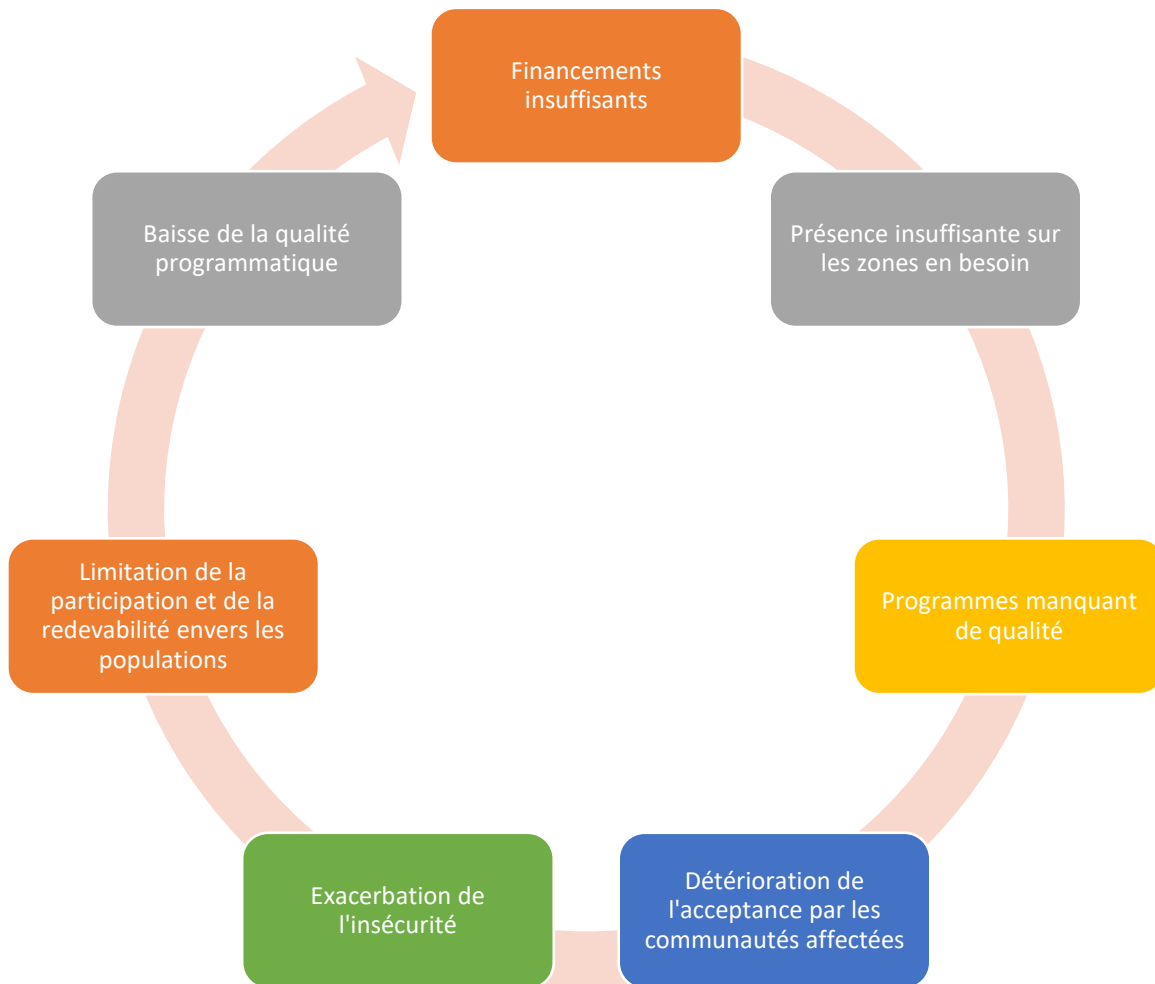 Financements
insuffisants
Présence insuffisante sur
les zones en besoin
Programmes manquant
de qualité
Détérioration de
l'acceptance par les
communautés affectées
Exacerbation de
l'insécurité
Limitation de la
participation et de la
redevabilité envers les
populations
Baisse de la qualité
programmatique